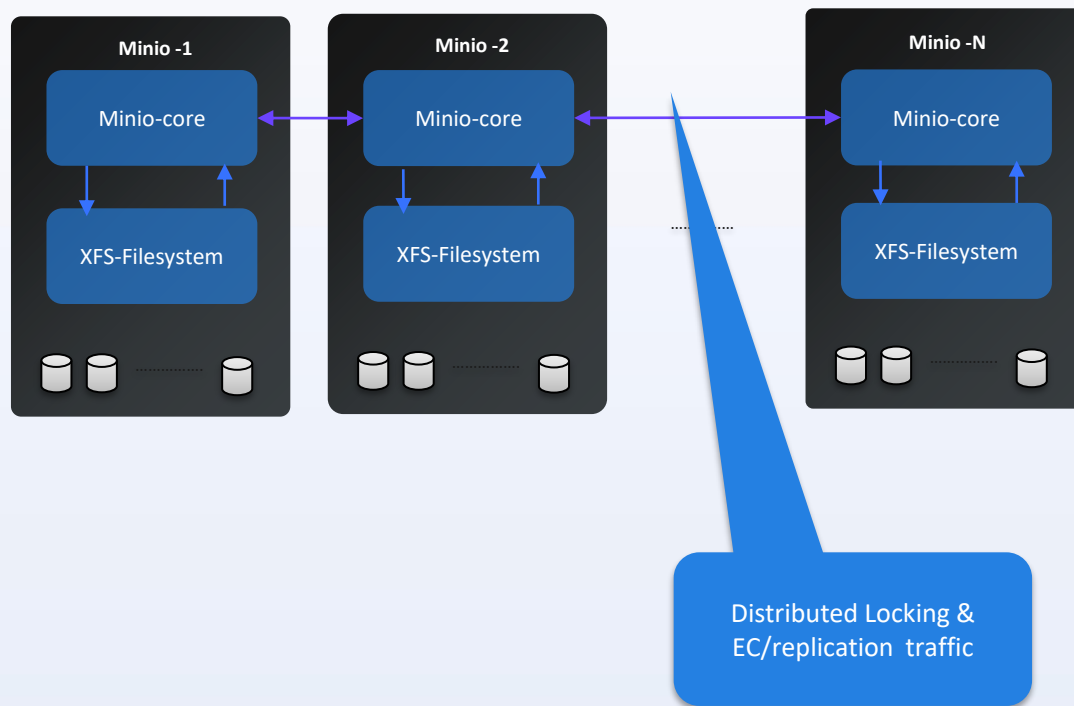 Minio -1
Minio-core
XFS-Filesystem
Minio -2
Minio-core
XFS-Filesystem
Minio -N
Minio-core
XFS-Filesystem
Distributed Locking &
EC/replication traffic